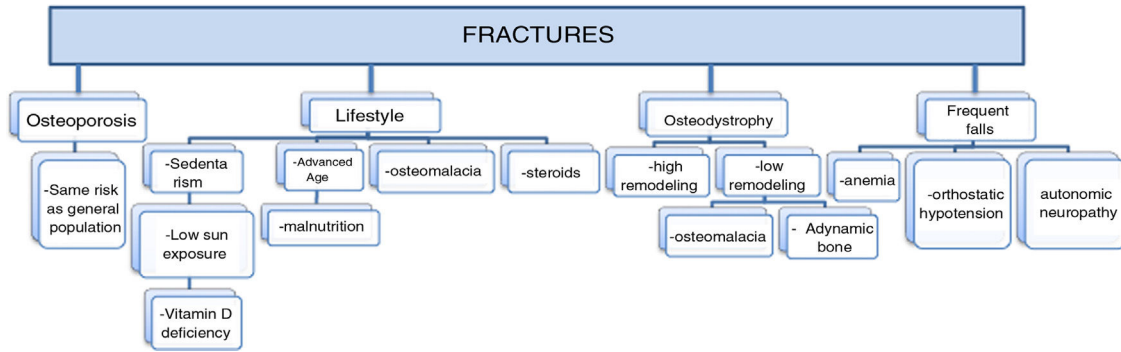 FRACTURES
Osteoporosis
-Same risk
as general
population
Lifestyle
-Sedenta
rism
-Low sun
exposure
-Vitamin D
deficiency
-Advanced
Age
-malnutrition
-osteomalacia
-steroids
Osteodystrophy
-high
remodeling
-low
remodeling
-osteomalacia
- Adynamic
bone
Frequent
falls
-anemia
-orthostatic
hypotension
autonomic
neuropathy